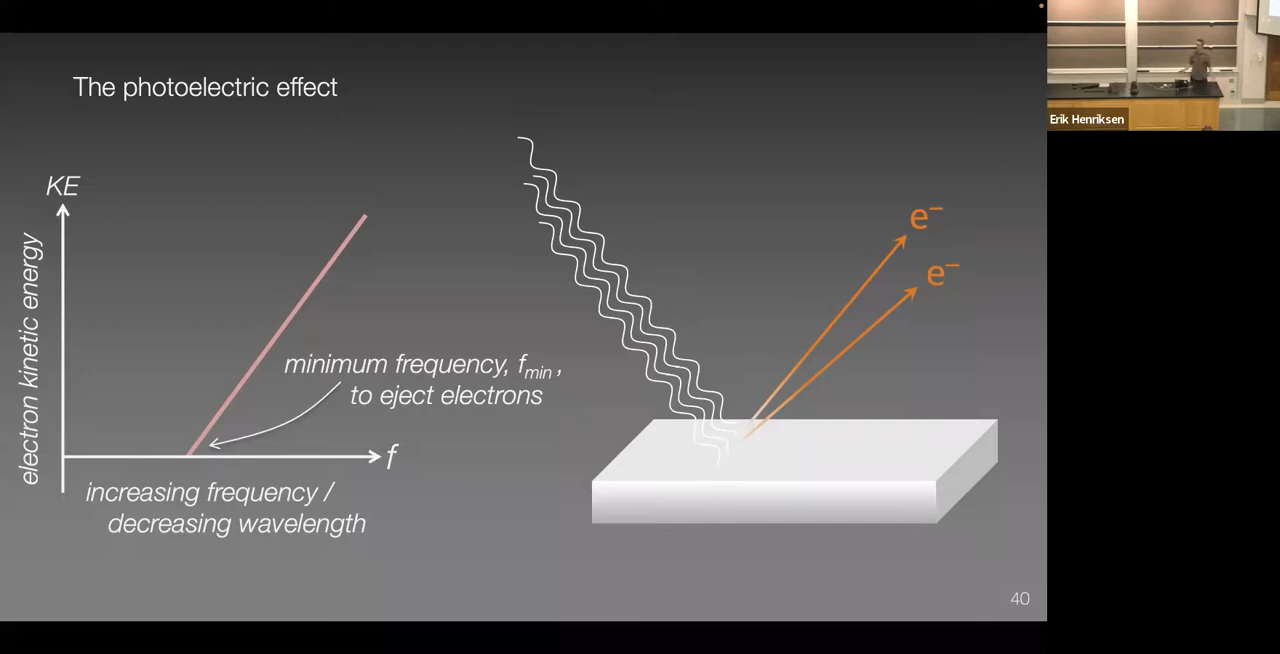 The photoelectric effect
KE
electron kinetic energy
minimum frequency, fmin ,
to eject electrons
f
increasing frequency /
decreasing wavelength
e–
e–
40
Erik Henriksen